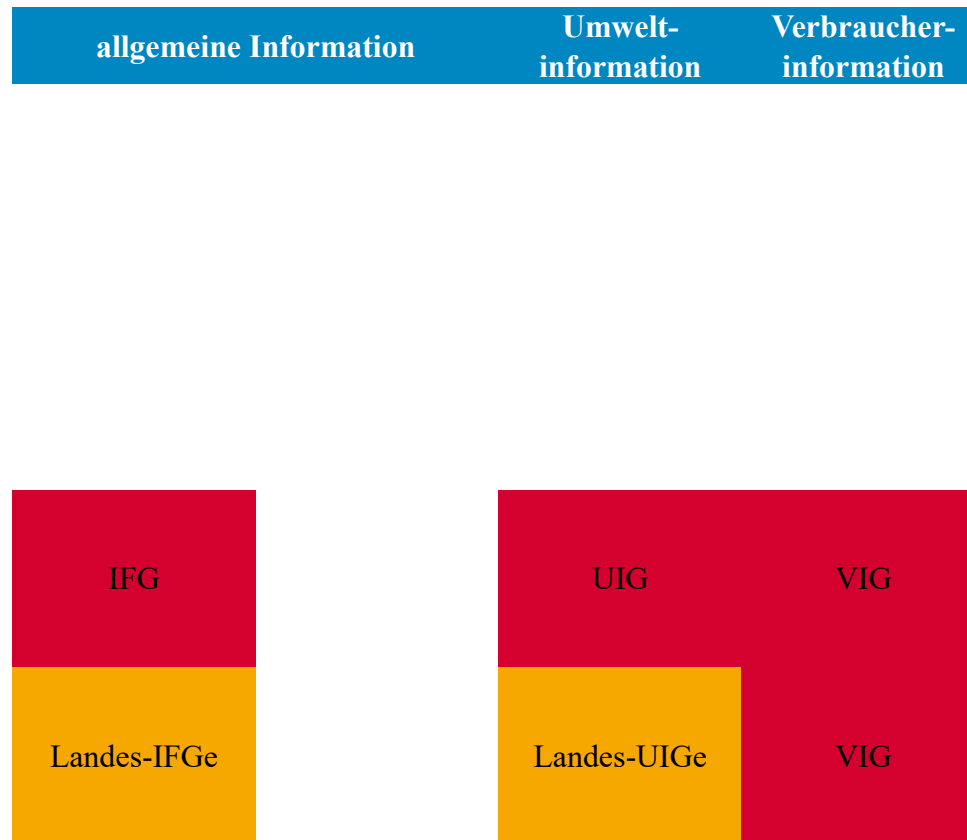 allgemeine Information
Umwelt-
information
Verbraucher-
information
IFG
UIG
VIG
Landes-IFGe
Landes-UIGe
VIG